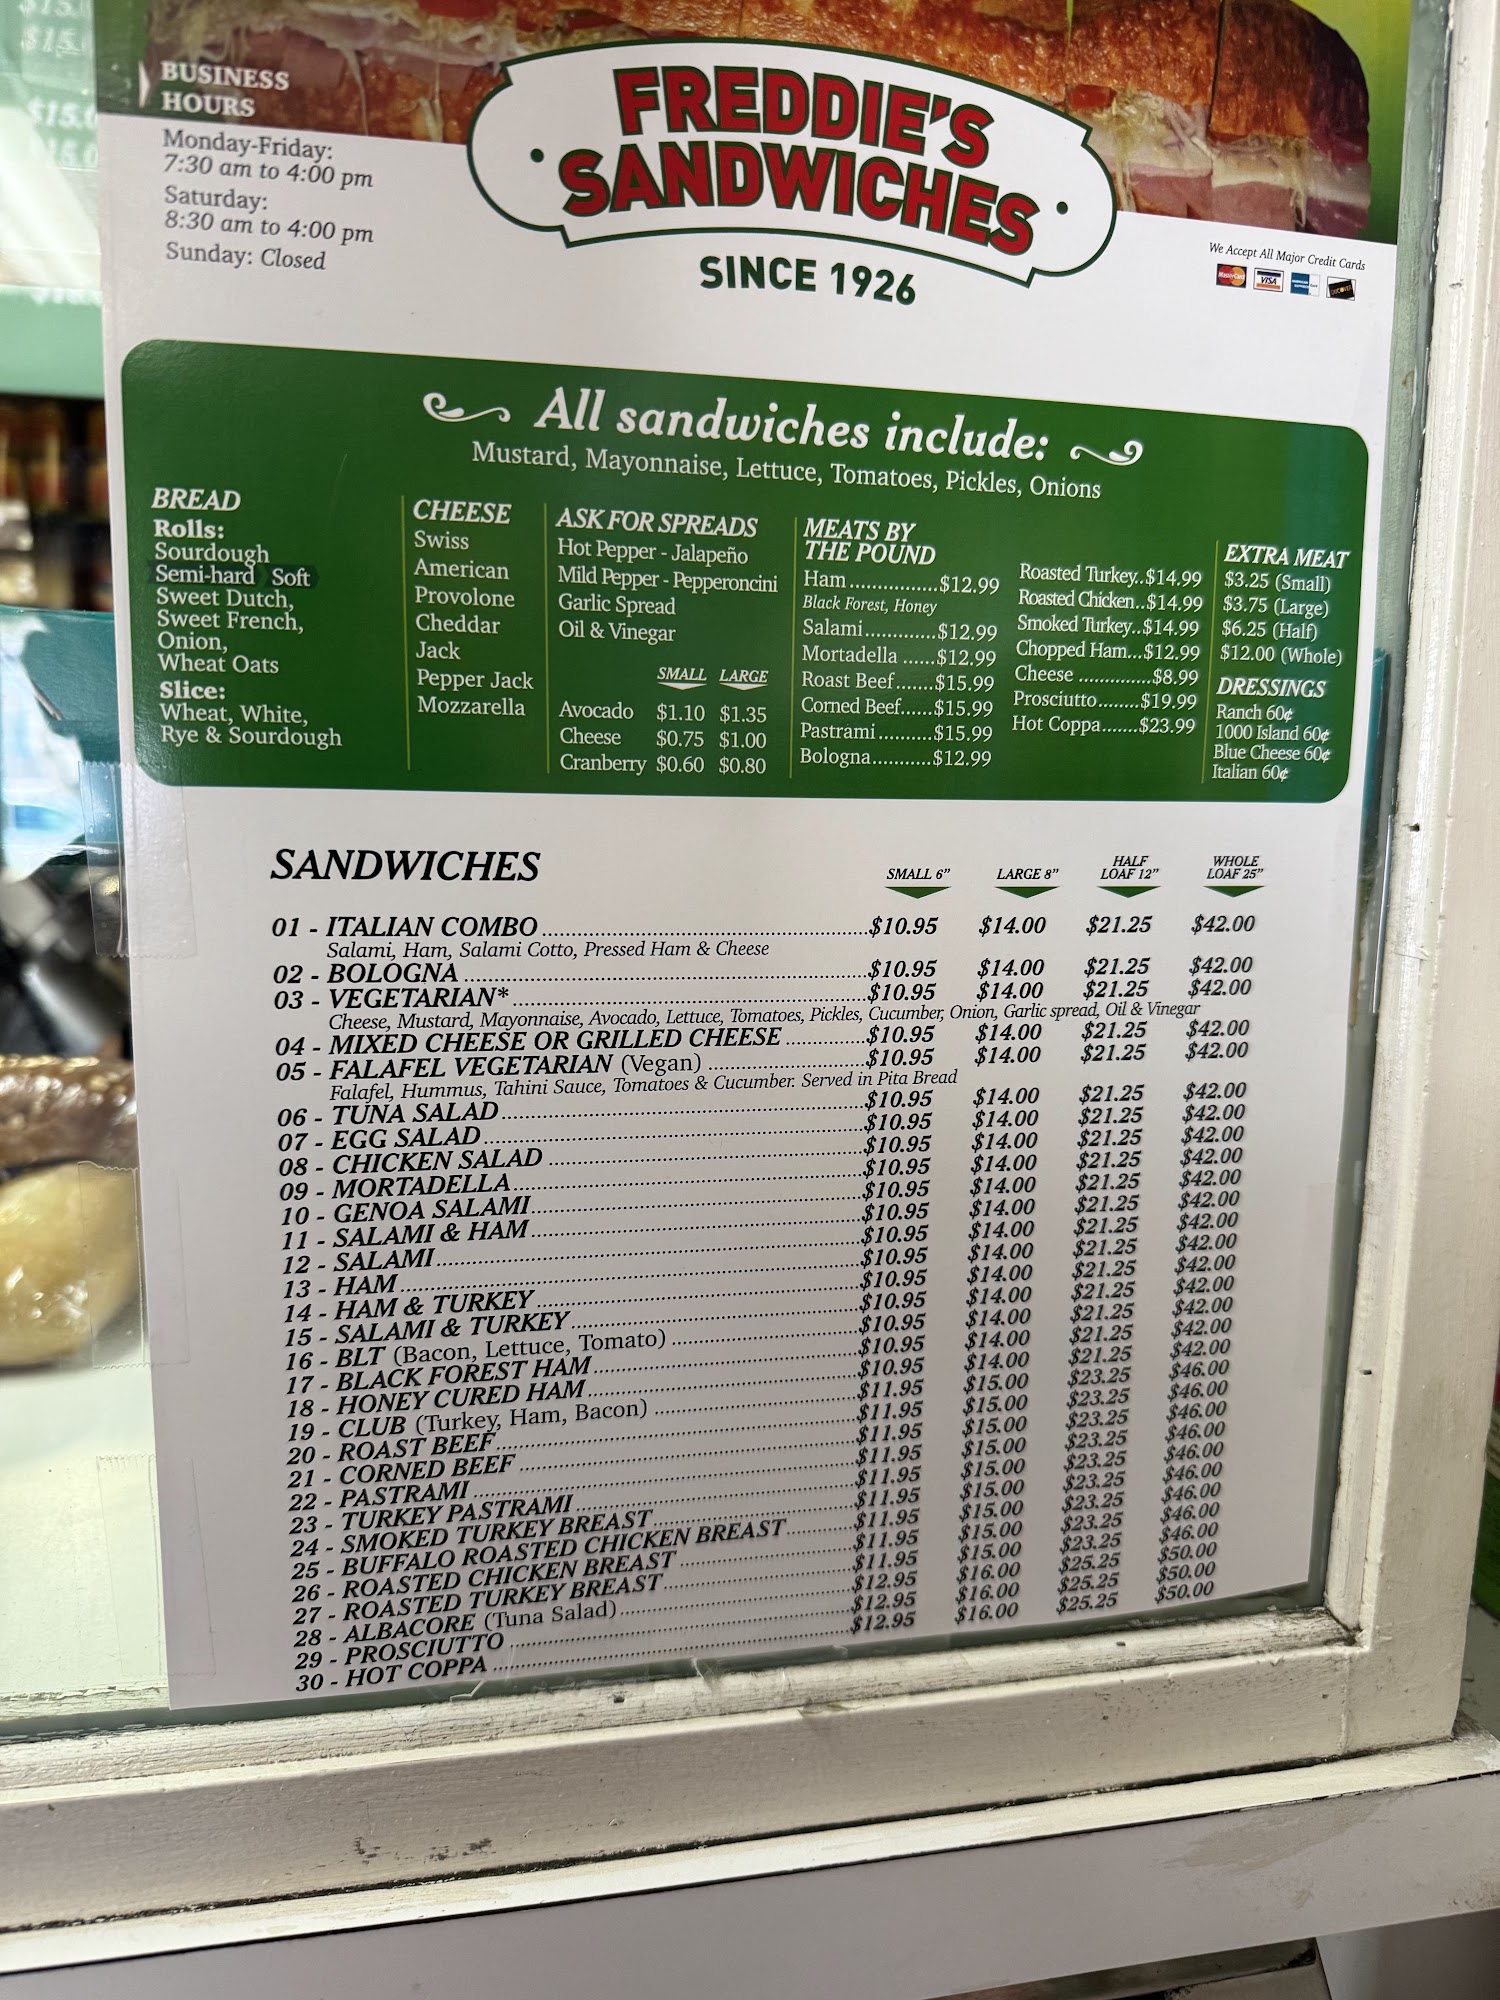 BUSINESS
HOURS
Monday-Friday:
7:30 am to 4:00 pm
Saturday:
8:30 am to 4:00 pm
Sunday: Closed
FREDDIE'S
SANDWICHES
SINCE 1926
We Accept All Major Credit Cards
MasterCard VISA DISCOVER
All sandwiches include:
Mustard, Mayonnaise, Lettuce, Tomatoes, Pickles, Onions
BREAD
Rolls:
Sourdough
Semi-hard Soft
Sweet Dutch,
Sweet French,
Onion,
Wheat Oats
Slice:
Wheat, White,
Rye & Sourdough
CHEESE
Swiss
American
Provolone
Cheddar
Jack
Pepper Jack
Mozzarella
ASK FOR SPREADS
Hot Pepper - Jalapeño
Mild Pepper - Pepperoncini
Garlic Spread
Oil & Vinegar
SMALL LARGE
Avocado $1.10 $1.35
Cheese $0.75 $1.00
Cranberry $0.60 $0.80
MEATS BY
THE POUND
Ham...............$12.99
Black Forest, Honey
Salami............$12.99
Mortadella ......$12.99
Roast Beef.......$15.99
Corned Beef......$15.99
Pastrami..........$15.99
Bologna...........$12.99
Roasted Turkey..$14.99
Roasted Chicken..$14.99
Smoked Turkey..$14.99
Chopped Ham...$12.99
Cheese ..............$8.99
Prosciutto........$19.99
Hot Coppa.......$23.99
EXTRA MEAT
$3.25 (Small)
$3.75 (Large)
$6.25 (Half)
$12.00 (Whole)
DRESSINGS
Ranch 60¢
1000 Island 60¢
Blue Cheese 60¢
Italian 60¢
SANDWICHES
SMALL 6" LARGE 8" HALF LOAF 12" WHOLE LOAF 25"
01 - ITALIAN COMBO $10.95 $14.00 $21.25 $42.00
Salami, Ham, Salami Cotto, Pressed Ham & Cheese
02 - BOLOGNA $10.95 $14.00 $21.25 $42.00
03 - VEGETARIAN* $10.95 $14.00 $21.25 $42.00
Cheese, Mustard, Mayonnaise, Avocado, Lettuce, Tomatoes, Pickles, Cucumber, Onion, Garlic spread, Oil & Vinegar
04 - MIXED CHEESE OR GRILLED CHEESE $10.95 $14.00 $21.25 $42.00
05 - FALAFEL VEGETARIAN (Vegan) $10.95 $14.00 $21.25 $42.00
Falafel, Hummus, Tahini Sauce, Tomatoes & Cucumber. Served in Pita Bread
06 - TUNA SALAD $10.95 $14.00 $21.25 $42.00
07 - EGG SALAD $10.95 $14.00 $21.25 $42.00
08 - CHICKEN SALAD $10.95 $14.00 $21.25 $42.00
09 - MORTADELLA $10.95 $14.00 $21.25 $42.00
10 - GENOA SALAMI $10.95 $14.00 $21.25 $42.00
11 - SALAMI & HAM $10.95 $14.00 $21.25 $42.00
12 - SALAMI $10.95 $14.00 $21.25 $42.00
13 - HAM $10.95 $14.00 $21.25 $42.00
14 - HAM & TURKEY $10.95 $14.00 $21.25 $42.00
15 - SALAMI & TURKEY $10.95 $14.00 $21.25 $42.00
16 - BLT (Bacon, Lettuce, Tomato) $10.95 $14.00 $21.25 $42.00
17 - BLACK FOREST HAM $10.95 $14.00 $21.25 $42.00
18 - HONEY CURED HAM $10.95 $14.00 $21.25 $42.00
19 - CLUB (Turkey, Ham, Bacon) $11.95 $15.00 $23.25 $46.00
20 - ROAST BEEF $11.95 $15.00 $23.25 $46.00
21 - CORNED BEEF $11.95 $15.00 $23.25 $46.00
22 - PASTRAMI $11.95 $15.00 $23.25 $46.00
23 - TURKEY PASTRAMI $11.95 $15.00 $23.25 $46.00
24 - SMOKED TURKEY BREAST $11.95 $15.00 $23.25 $46.00
25 - BUFFALO ROASTED CHICKEN BREAST $11.95 $15.00 $23.25 $46.00
26 - ROASTED CHICKEN BREAST $11.95 $15.00 $23.25 $46.00
27 - ROASTED TURKEY BREAST $11.95 $15.00 $23.25 $46.00
28 - ALBACORE (Tuna Salad) $12.95 $16.00 $25.25 $50.00
29 - PROSCIUTTO $12.95 $16.00 $25.25 $50.00
30 - HOT COPPA $12.95 $16.00 $25.25 $50.00